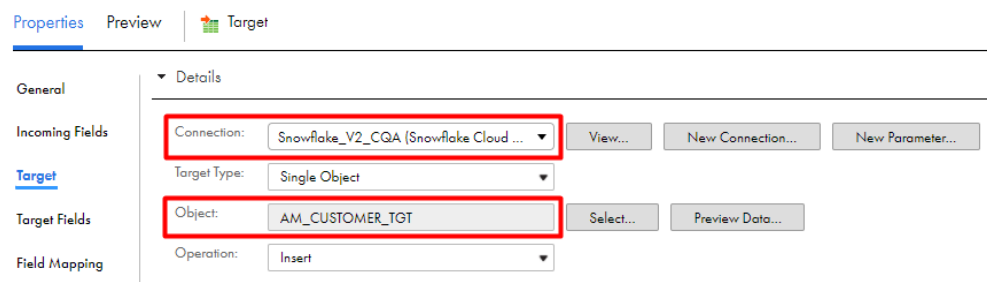 Properties Preview Target
Details
General
Incoming Fields
Connection: Snowflake_V2_CQA (Snowflake Cloud ... View... New Connection... New Parameter...
Target
Target Type: Single Object
Target Fields
Object: AM_CUSTOMER_TGT Select... Preview Data...
Field Mapping
Operation: Insert